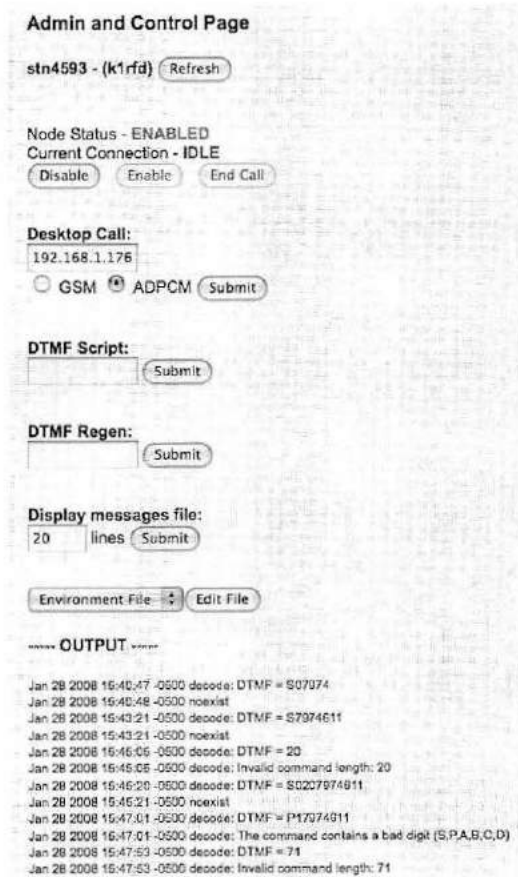 Admin and Control Page
stn4593 - (k1rfd) Refresh
Node Status - ENABLED
Current Connection - IDLE
Disable Enable End Call
Desktop Call:
192.168.1.176
GSM ADPCM Submit
DTMF Script:
Submit
DTMF Regen:
Submit
Display messages file:
20 lines Submit
Environment File Edit File
----- OUTPUT -----
Jan 28 2008 15:40:47 -0500 decode: DTMF = S07974
Jan 28 2008 15:40:48 -0500 noexist
Jan 28 2008 15:43:21 -0500 decode: DTMF = S7974611
Jan 28 2008 15:43:21 -0500 noexist
Jan 28 2008 15:45:05 -0500 decode: DTMF = 20
Jan 28 2008 15:45:05 -0500 decode: Invalid command length: 20
Jan 28 2008 15:45:20 -0500 decode: DTMF = S0207974611
Jan 28 2008 15:45:21 -0500 noexist
Jan 28 2008 15:47:01 -0500 decode: DTMF = P17974611
Jan 28 2008 15:47:01 -0500 decode: The command contains a bad digit (S,P,A,B,C,D)
Jan 28 2008 15:47:53 -0500 decode: DTMF = 71
Jan 28 2008 15:47:53 -0500 decode: Invalid command length: 71